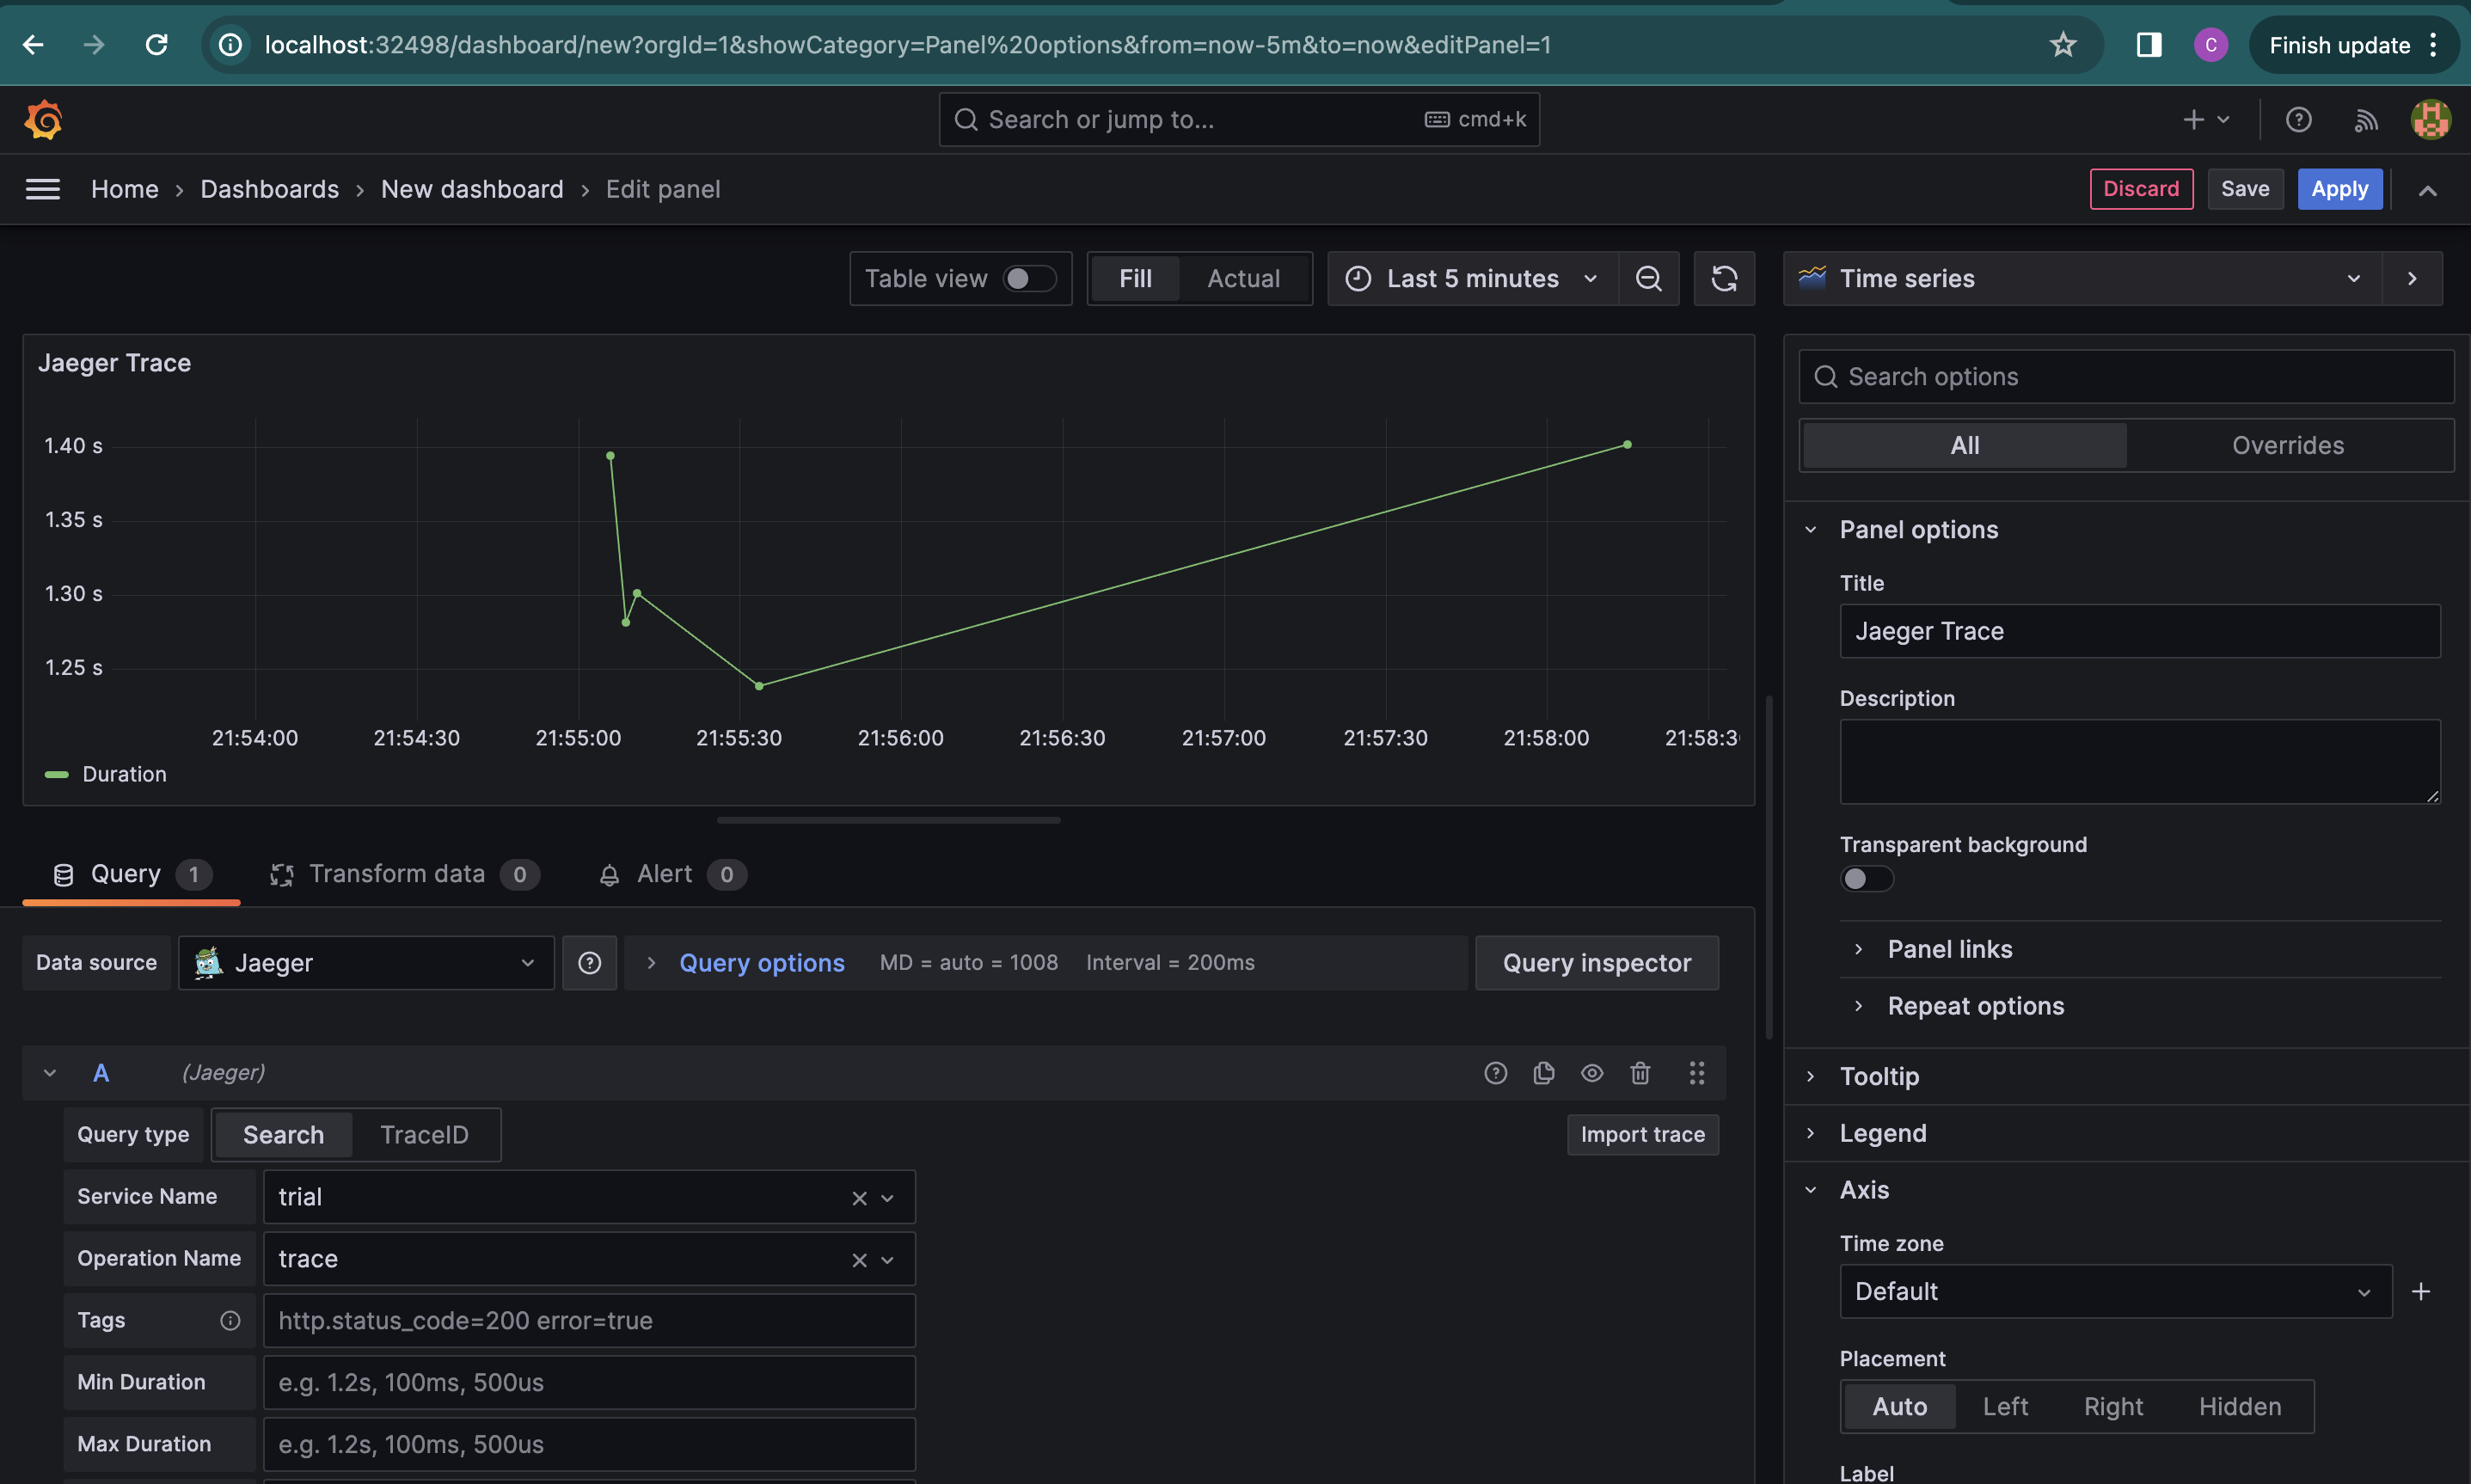 localhost:32498/dashboard/new?orgId=1&showCategory=Panel%20options&from=now-5m&to=now&editPanel=1
C
Finish update
Search or jump to...
cmd+k
Home › Dashboards › New dashboard › Edit panel
Discard
Save
Apply
Table view
Fill
Actual
Last 5 minutes
Time series
Jaeger Trace
1.40 s
1.35 s
1.30 s
1.25 s
21:54:00 21:54:30 21:55:00 21:55:30 21:56:00 21:56:30 21:57:00 21:57:30 21:58:00 21:58:3
Duration
Query 1
Transform data 0
Alert 0
Data source
Jaeger
Query options
MD = auto = 1008
Interval = 200ms
Query inspector
A
(Jaeger)
Query type
Search
TraceID
Import trace
Service Name
trial
Operation Name
trace
Tags
http.status_code=200 error=true
Min Duration
e.g. 1.2s, 100ms, 500us
Max Duration
e.g. 1.2s, 100ms, 500us
Search options
All
Overrides
Panel options
Title
Jaeger Trace
Description
Transparent background
Panel links
Repeat options
Tooltip
Legend
Axis
Time zone
Default
Placement
Auto
Left
Right
Hidden
Label